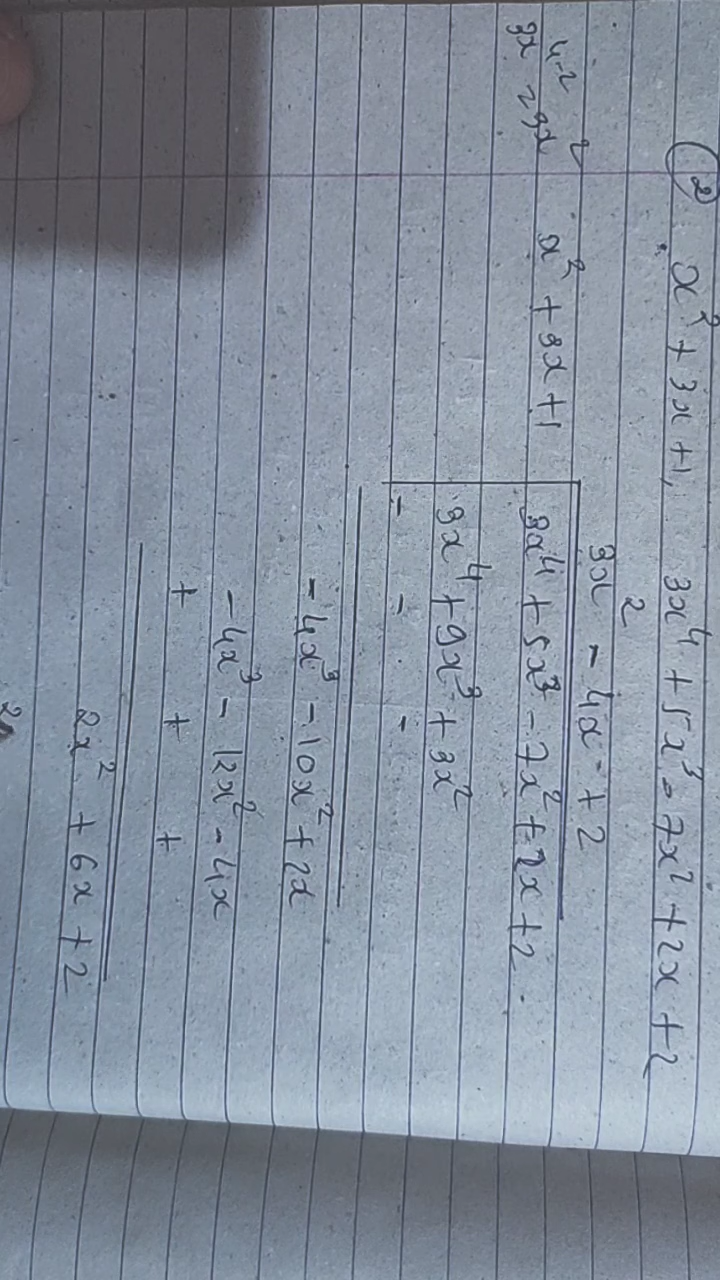 ② x² + 3x + 1, 3x⁴ + 5x³ - 7x² + 2x + 2
3x² - 4x + 2
x² + 3x + 1 3x⁴ + 5x³ - 7x² + 2x + 2
3x⁴ + 9x³ + 3x²
- - -
- 4x³ - 10x² + 2x
- 4x³ - 12x² - 4x
+ + +
2x² + 6x + 2